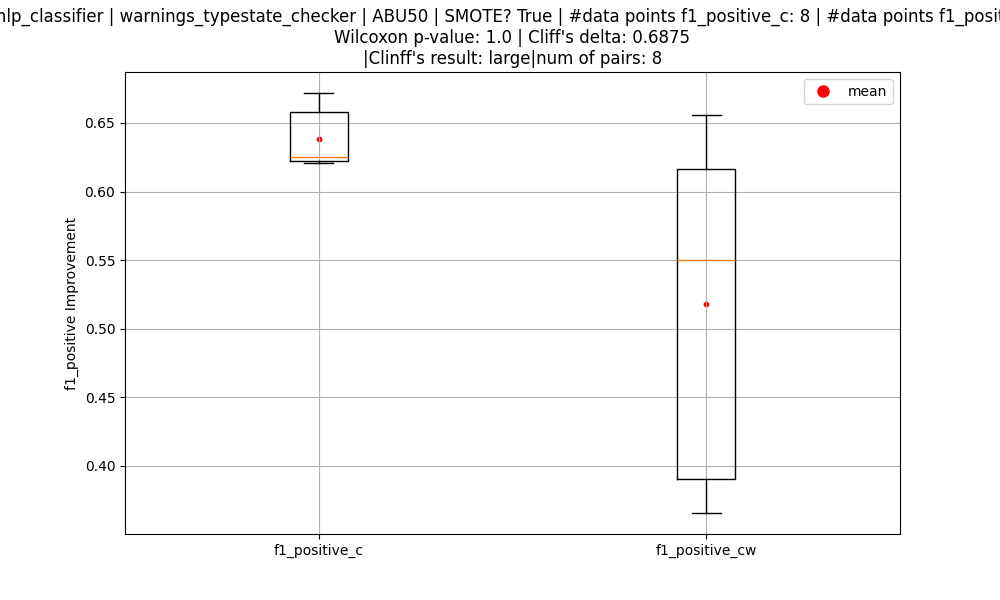 mlp_classifier | warnings_typestate_checker | ABU50 | SMOTE? True | #data points f1_positive_c: 8 | #data points f1_posit
Wilcoxon p-value: 1.0 | Cliff's delta: 0.6875
|Clinff's result: large|num of pairs: 8
mean
f1_positive Improvement
0.65
0.60
0.55
0.50
0.45
0.40
f1_positive_c
f1_positive_cw